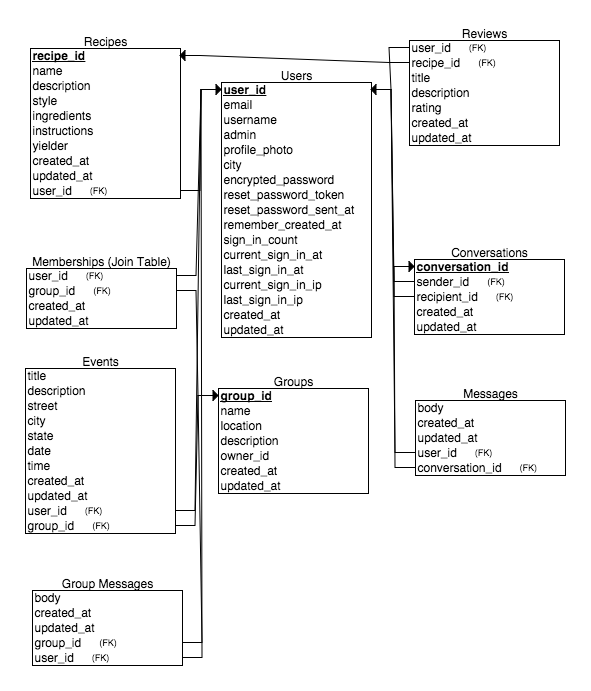 Recipes
recipe_id
name
description
style
ingredients
instructions
yielder
created_at
updated_at
user_id (FK)
Users
user_id
email
username
admin
profile_photo
city
encrypted_password
reset_password_token
reset_password_sent_at
remember_created_at
sign_in_count
current_sign_in_at
last_sign_in_at
current_sign_in_ip
last_sign_in_ip
created_at
updated_at
Reviews
user_id (FK)
recipe_id (FK)
title
description
rating
created_at
updated_at
Memberships (Join Table)
user_id (FK)
group_id (FK)
created_at
updated_at
Conversations
conversation_id
sender_id (FK)
recipient_id (FK)
created_at
updated_at
Events
title
description
street
city
state
date
time
created_at
updated_at
user_id (FK)
group_id (FK)
Groups
group_id
name
location
description
owner_id
created_at
updated_at
Messages
body
created_at
updated_at
user_id (FK)
conversation_id (FK)
Group Messages
body
created_at
updated_at
group_id (FK)
user_id (FK)